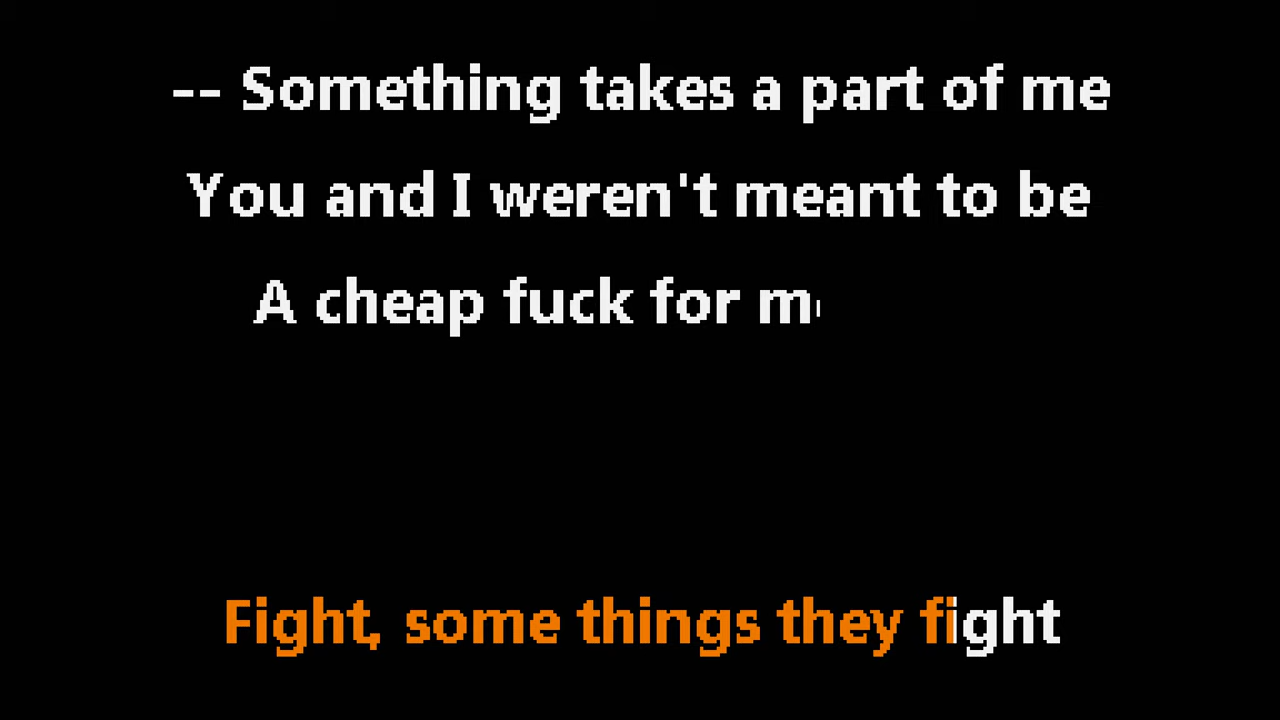 -- Something takes a part of me
You and I weren't meant to be
A cheap fuck for m
Fight, some things they fight